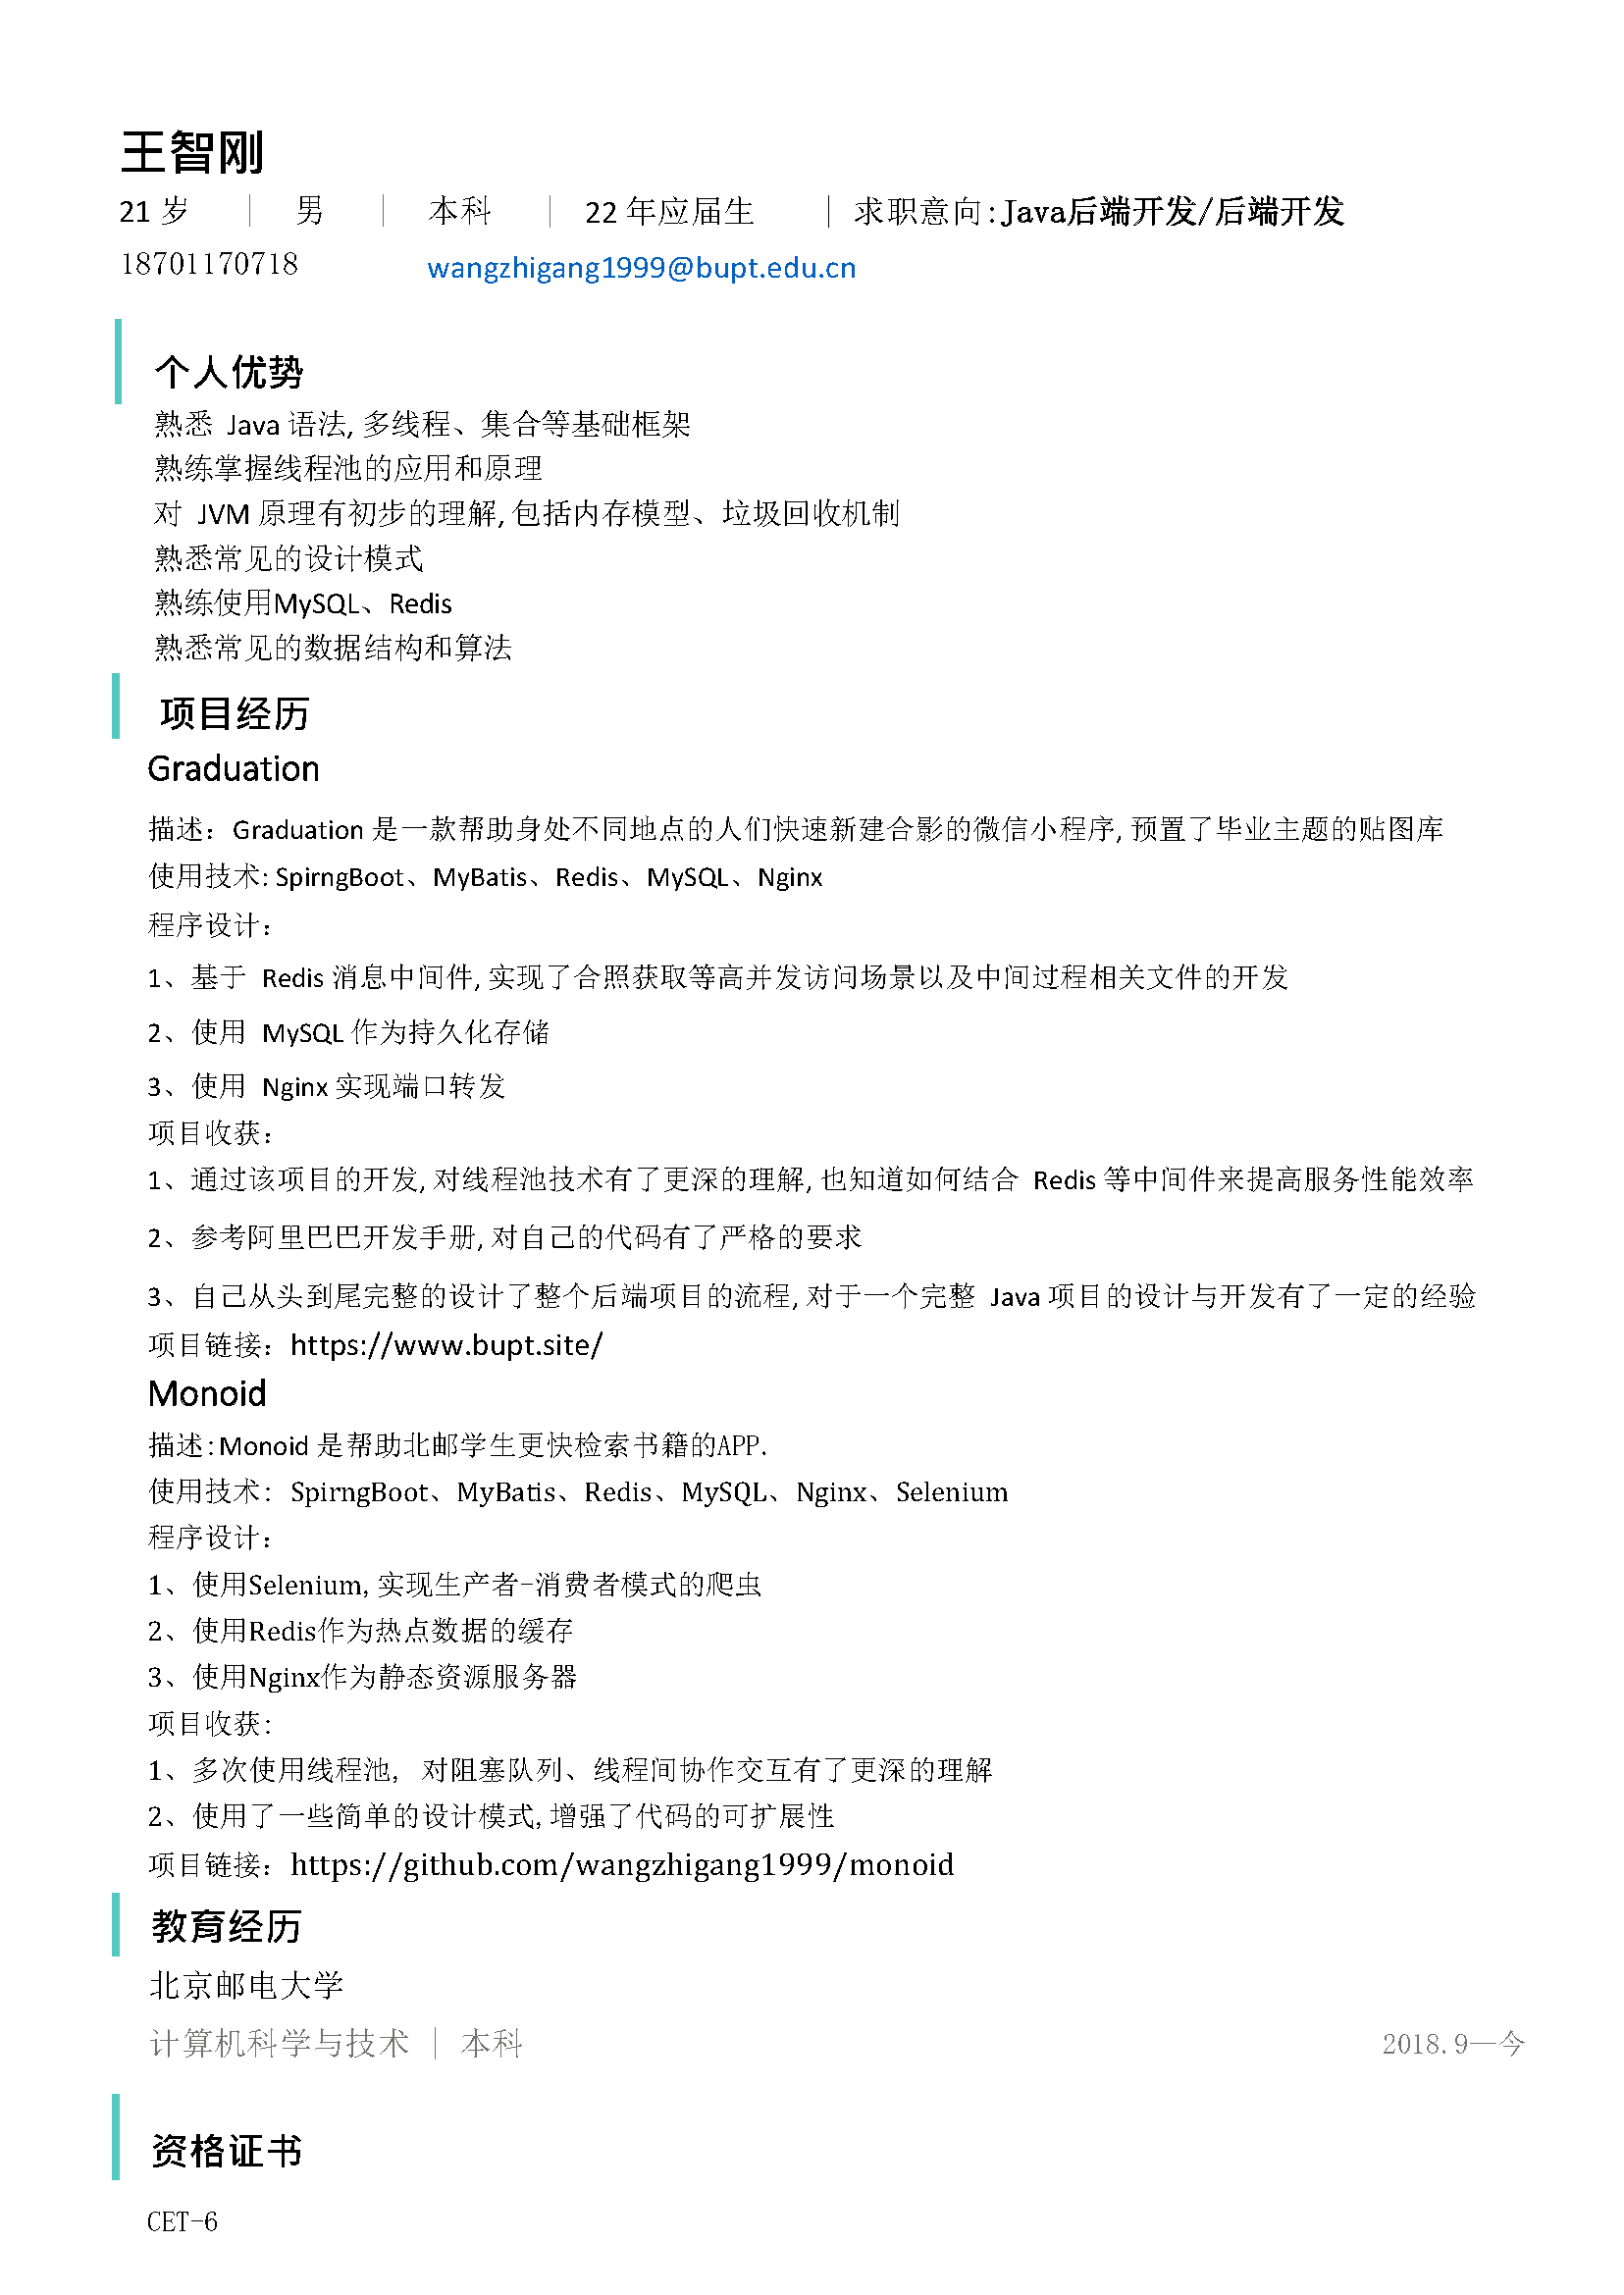 王智刚
21 岁 | 男 | 本科 | 22 年应届生 | 求职意向:Java后端开发/后端开发
18701170718 wangzhigang1999@bupt.edu.cn
个人优势
熟悉 Java 语法,多线程、集合等基础框架
熟练掌握线程池的应用和原理
对 JVM 原理有初步的理解,包括内存模型、垃圾回收机制
熟悉常见的设计模式
熟练使用MySQL、Redis
熟悉常见的数据结构和算法
项目经历
Graduation
描述：Graduation 是一款帮助身处不同地点的人们快速新建合影的微信小程序,预置了毕业主题的贴图库
使用技术:SpirngBoot、MyBatis、Redis、MySQL、Nginx
程序设计：
1、基于 Redis 消息中间件,实现了合照获取等高并发访问场景以及中间过程相关文件的开发
2、使用 MySQL 作为持久化存储
3、使用 Nginx 实现端口转发
项目收获：
1、通过该项目的开发,对线程池技术有了更深的理解,也知道如何结合 Redis 等中间件来提高服务性能效率
2、参考阿里巴巴开发手册,对自己的代码有了严格的要求
3、自己从头到尾完整的设计了整个后端项目的流程,对于一个完整 Java 项目的设计与开发有了一定的经验
项目链接：https://www.bupt.site/
Monoid
描述:Monoid 是帮助北邮学生更快检索书籍的APP.
使用技术: SpirngBoot、MyBatis、Redis、MySQL、Nginx、Selenium
程序设计：
1、使用Selenium,实现生产者-消费者模式的爬虫
2、使用Redis作为热点数据的缓存
3、使用Nginx作为静态资源服务器
项目收获:
1、多次使用线程池, 对阻塞队列、线程间协作交互有了更深的理解
2、使用了一些简单的设计模式,增强了代码的可扩展性
项目链接：https://github.com/wangzhigang1999/monoid
教育经历
北京邮电大学
计算机科学与技术 | 本科 2018.9—今
资格证书
CET-6